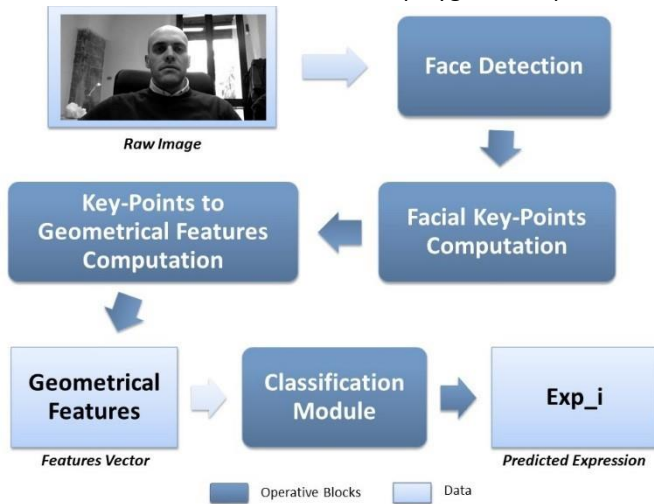 Face Detection
Raw Image
Key-Points to
Geometrical Features
Computation
Facial Key-Points
Computation
Geometrical
Features
Classification
Module
Exp_i
Features Vector
Predicted Expression
Operative Blocks
Data